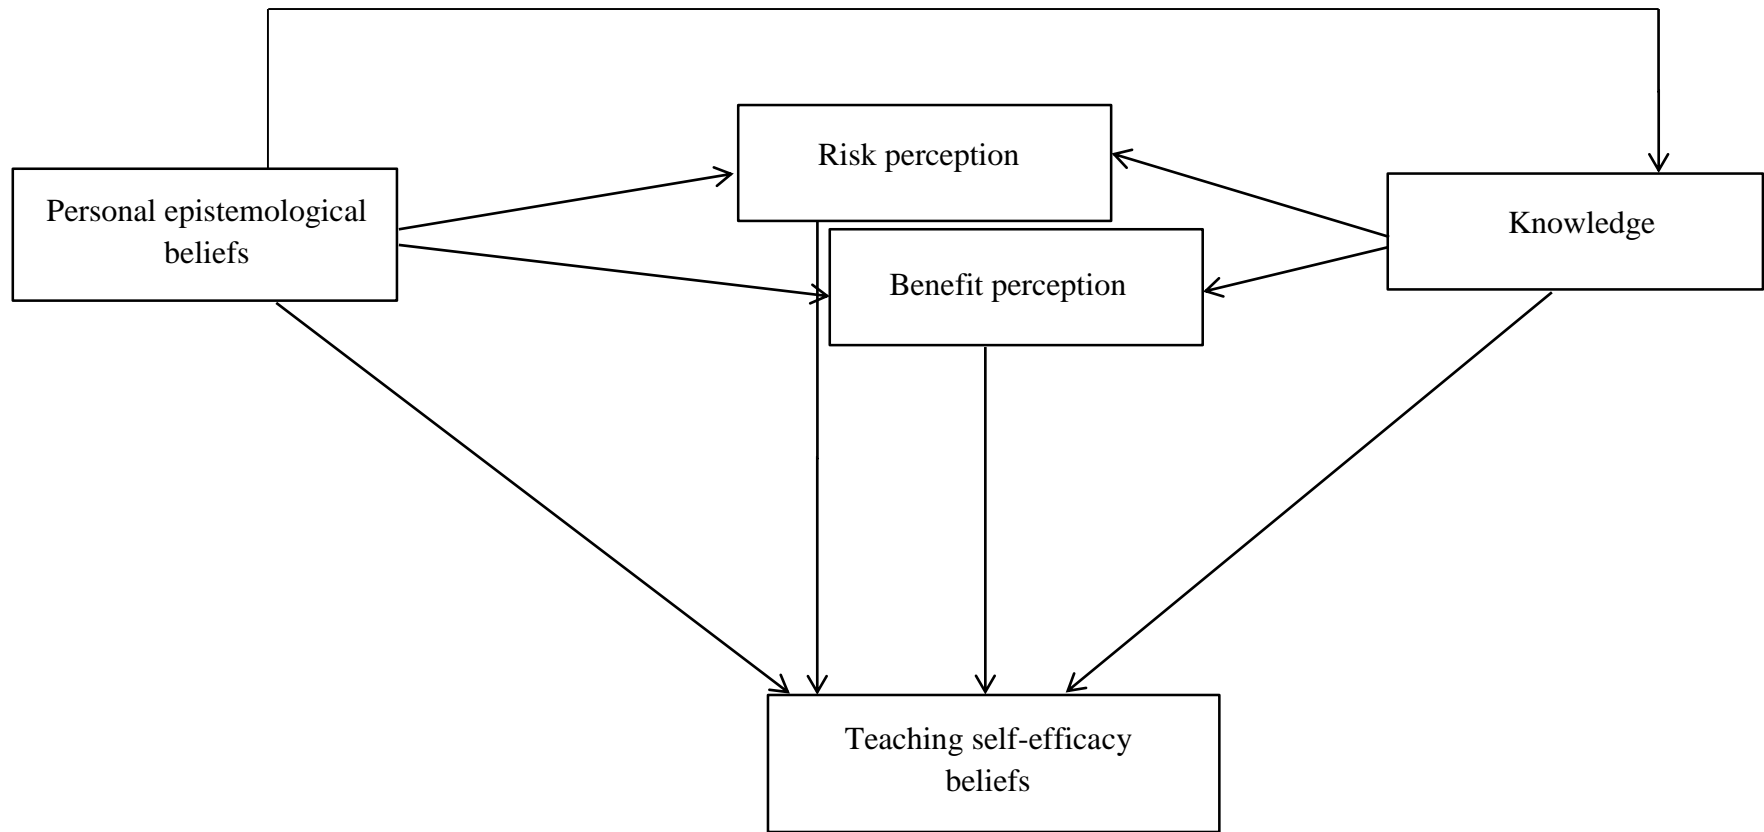 Risk perception
Personal epistemological
beliefs
Knowledge
Benefit perception
Teaching self-efficacy
beliefs